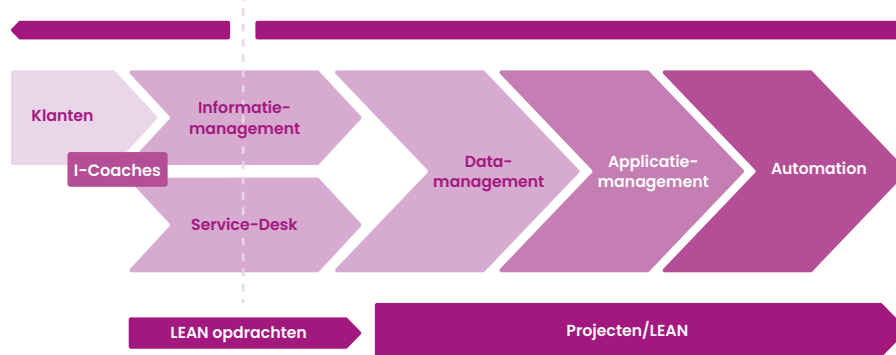 Klanten
Informatie-
management
I-Coaches
Service-Desk
Data-
management
Applicatie-
management
Automation
LEAN opdrachten
Projecten/LEAN